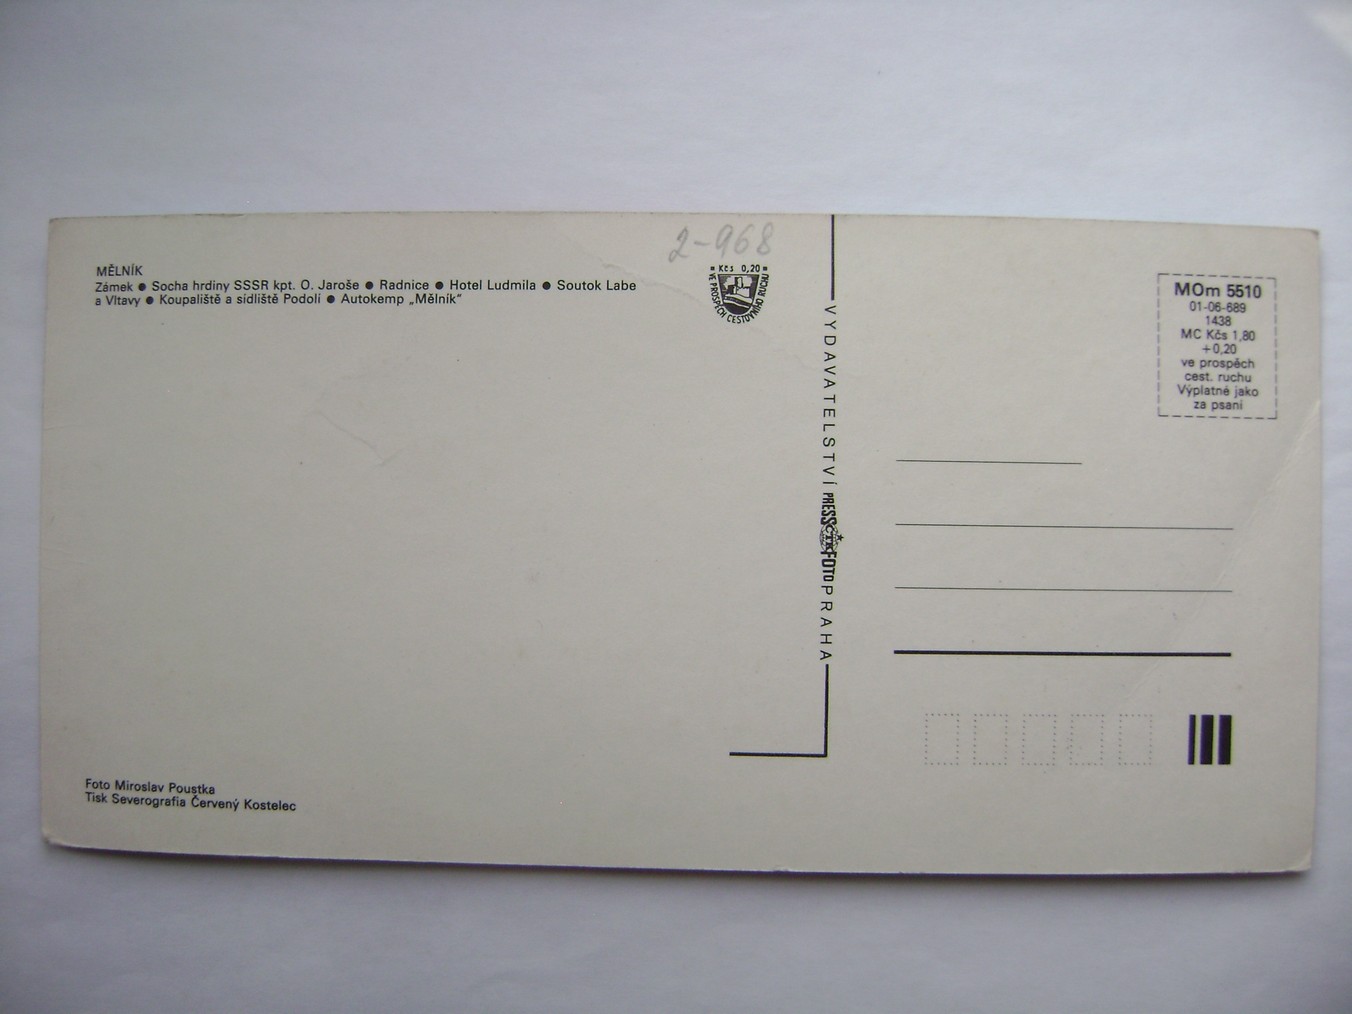 2-968
MĚLNÍK
Zámek ● Socha hrdiny SSSR kpt. O. Jaroše ● Radnice ● Hotel Ludmila ● Soutok Labe
a Vltavy ● Koupaliště a sídliště Podolí ● Autokemp „Mělník“
Kčs 0,20
VE PROSPĚCH CESTOVNÍHO RUCHU
VYDAVATELSTVÍ PRESSFOTO PRAHA
ČTK
MOm 5510
01-06-689
1438
MC Kčs 1,80
+0,20
ve prospěch
cest. ruchu
Výplatné jako
za psaní
Foto Miroslav Poustka
Tisk Severografia Červený Kostelec